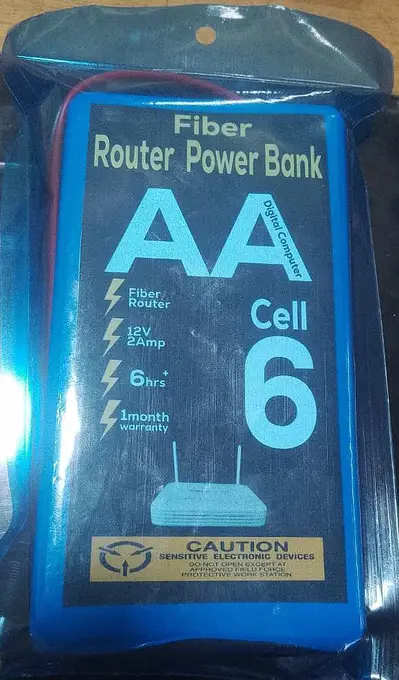 Fiber
Router Power Bank
AA
Digital Computer
Fiber
Router
12V
2Amp
6hrs+
1month
warranty
Cell
6
CAUTION
SENSITIVE ELECTRONIC DEVICES
DO NOT OPEN EXCEPT AT
APPROVED FIELD FORCE
PROTECTIVE WORK STATION